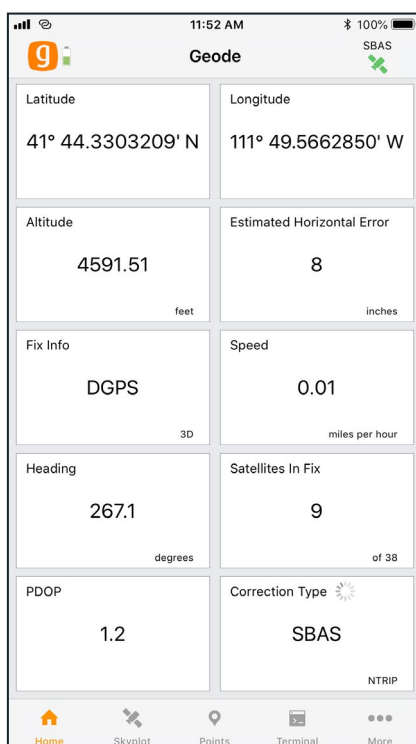 11:52 AM
100%
g
Geode
SBAS
Latitude
41° 44.3303209' N
Longitude
111° 49.5662850' W
Altitude
4591.51
feet
Estimated Horizontal Error
8
inches
Fix Info
DGPS
3D
Speed
0.01
miles per hour
Heading
267.1
degrees
Satellites In Fix
9
of 38
PDOP
1.2
Correction Type
SBAS
NTRIP
Home
Skyplot
Points
Terminal
More